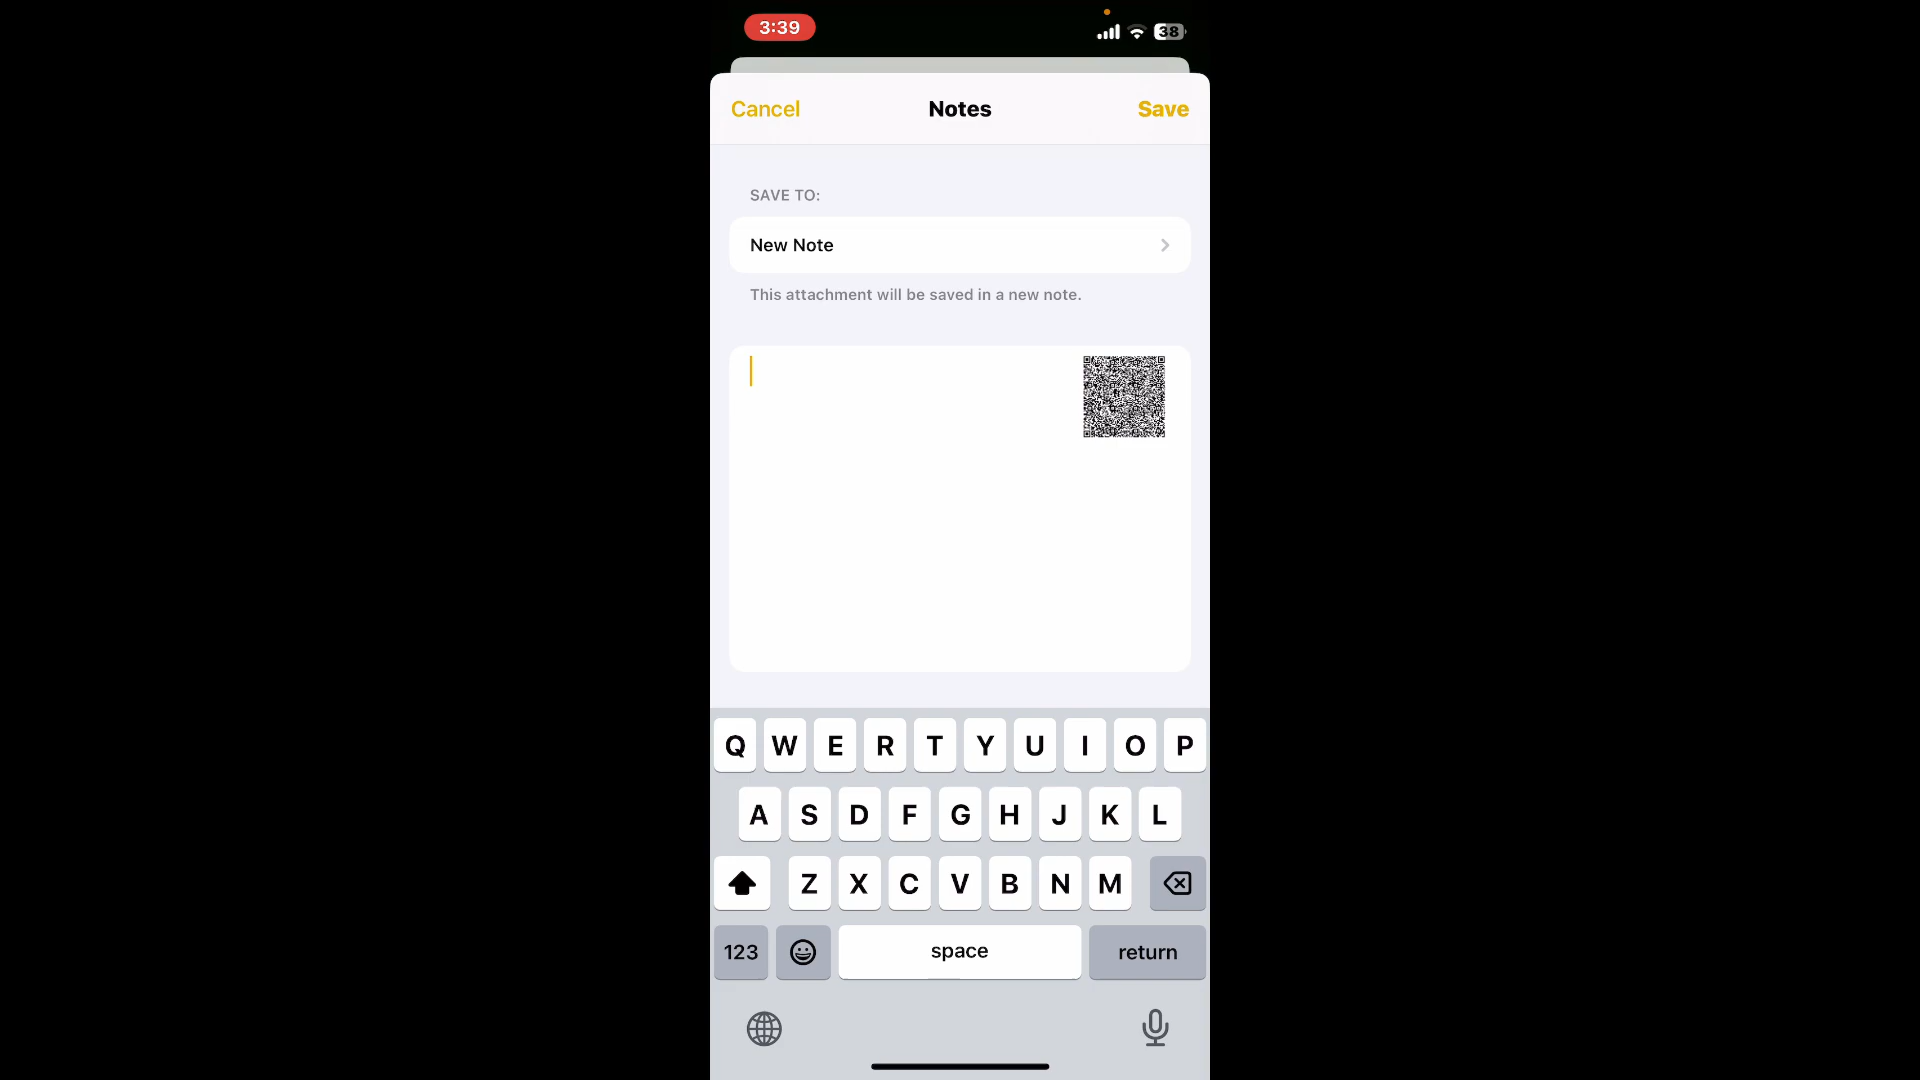 3:39
38
Cancel Notes Save
SAVE TO:
New Note
This attachment will be saved in a new note.
Q W E R T Y U I O P
A S D F G H J K L
Z X C V B N M
123 space return